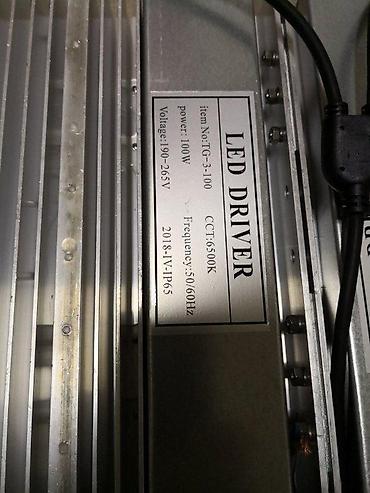 LED DRIVER
item No:TG-3-100 CCT:6500K
power: 100W Frequency:50/60Hz
Voltage:190-265V 2018-IV-IP65